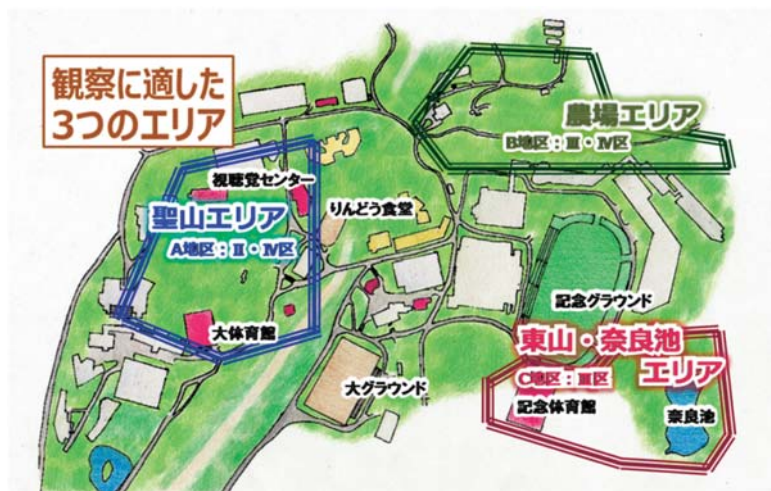 観察に適した
3つのエリア
農場エリア
B地区：Ⅲ・Ⅳ区
視聴覚センター
聖山エリア
A地区：Ⅱ・Ⅳ区
りんどう食堂
大体育館
記念グラウンド
東山・奈良池
エリア
C地区：Ⅲ区
大グラウンド
記念体育館
奈良池